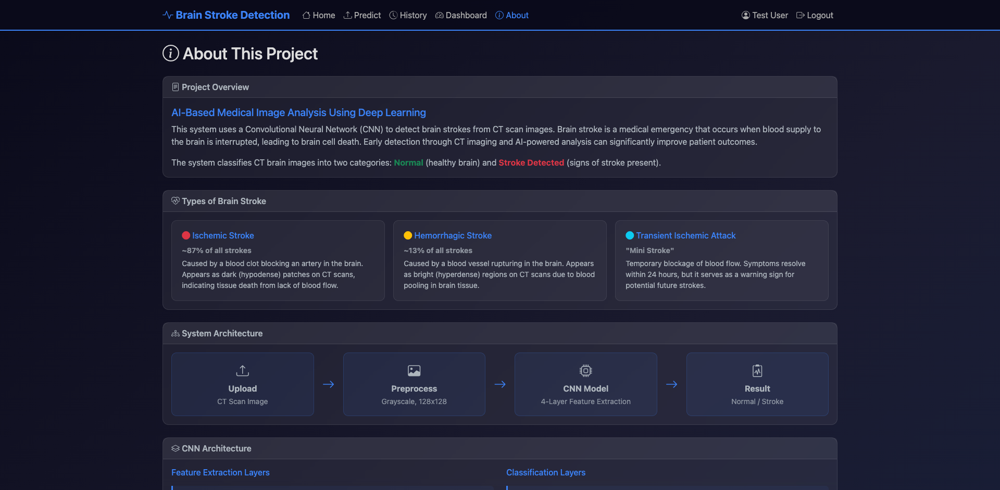 Brain Stroke Detection Home Predict History Dashboard About Test User Logout
About This Project
Project Overview
AI-Based Medical Image Analysis Using Deep Learning
This system uses a Convolutional Neural Network (CNN) to detect brain strokes from CT scan images. Brain stroke is a medical emergency that occurs when blood supply to
the brain is interrupted, leading to brain cell death. Early detection through CT imaging and AI-powered analysis can significantly improve patient outcomes.
The system classifies CT brain images into two categories: Normal (healthy brain) and Stroke Detected (signs of stroke present).
Types of Brain Stroke
Ischemic Stroke
~87% of all strokes
Caused by a blood clot blocking an artery in the brain.
Appears as dark (hypodense) patches on CT scans,
indicating tissue death from lack of blood flow.
Hemorrhagic Stroke
~13% of all strokes
Caused by a blood vessel rupturing in the brain. Appears
as bright (hyperdense) regions on CT scans due to blood
pooling in brain tissue.
Transient Ischemic Attack
"Mini Stroke"
Temporary blockage of blood flow. Symptoms resolve
within 24 hours, but it serves as a warning sign for
potential future strokes.
System Architecture
Upload
CT Scan Image
Preprocess
Grayscale, 128x128
CNN Model
4-Layer Feature Extraction
Result
Normal / Stroke
CNN Architecture
Feature Extraction Layers
Classification Layers